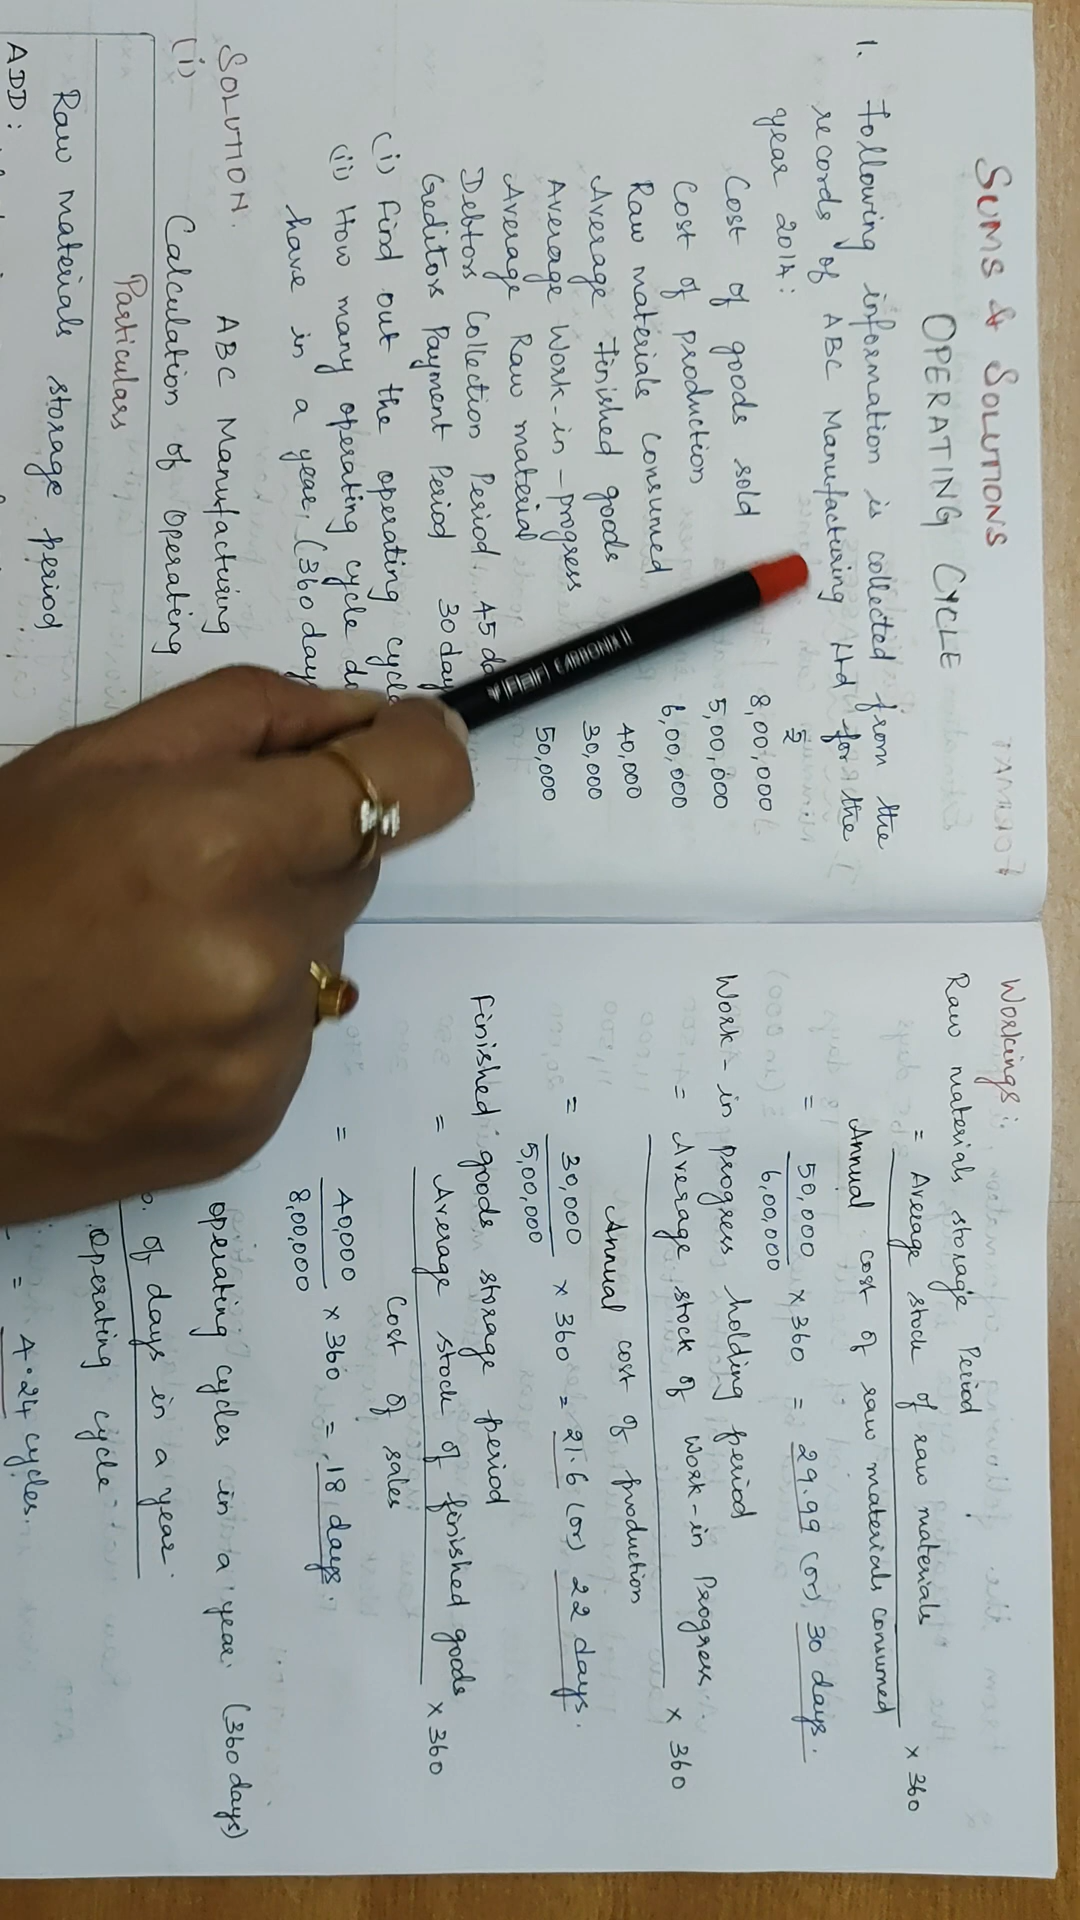 SUMS & SOLUTIONS
OPERATING CYCLE
1. Following information is collected from the
records of ABC Manufacturing Ltd for the
year 2014:
Cost of goods sold 8,00,000
Cost of production 5,00,000
Raw materials consumed 6,00,000
Average Finished goods 40,000
Average Work-in-progress 30,000
Average Raw material 50,000
Debtors Collection Period 45
Creditors Payment Period 30 day
(i) Find out the operating cycle
(ii) How many operating cycle do
have in a year, (360 day
SOLUTION.
ABC Manufacturing
(i) Calculation of Operating
Particulars
Raw materials storage period
ADD:
Workings:
Raw materials storage Period
= Average stock of raw materials × 360
Annual cost of raw materials consumed
= 50,000 × 360 = 29.99 (or) 30 days.
6,00,000
Work-in progress holding period
= Average stock of Work-in Progress × 360
Annual cost of production
= 30,000 × 360 = 21.6 (or) 22 days.
5,00,000
Finished goods storage period
= Average stock of finished goods × 360
Cost of sales
= 40,000 × 360 = 18 days.
8,00,000
operating cycles in a year. (360 days)
o. of days in a year
Operating cycle
= 4.24 cycles.
CARBONIX